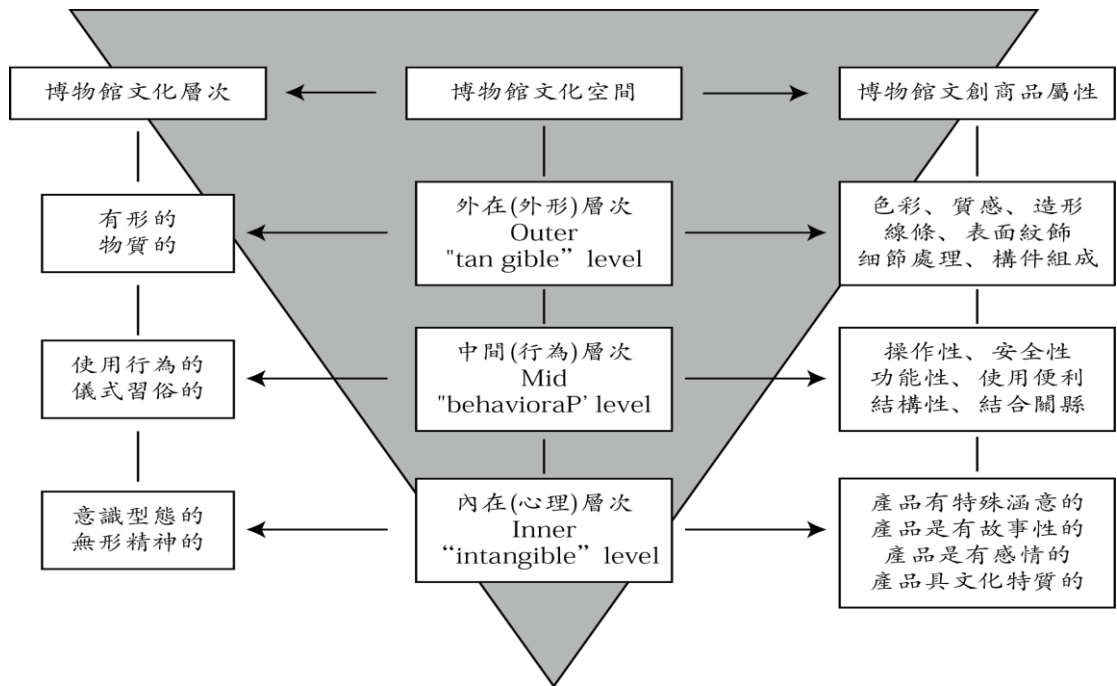 博物館文化層次
博物館文化空間
博物館文創商品屬性
有形的
物質的
外在(外形)層次
Outer
"tan gible” level
色彩、質感、造形
線條、表面紋飾
细節處理、構件組成
使用行為的
儀式習俗的
中間(行為)層次
Mid
"behavioraP' level
操作性、安全性
功能性、使用便利
結構性、結合關縣
意識型態的
無形精神的
內在(心理)層次
Inner
“intangible” level
產品有特殊涵意的
產品是有故事性的
產品是有感情的
產品具文化特質的